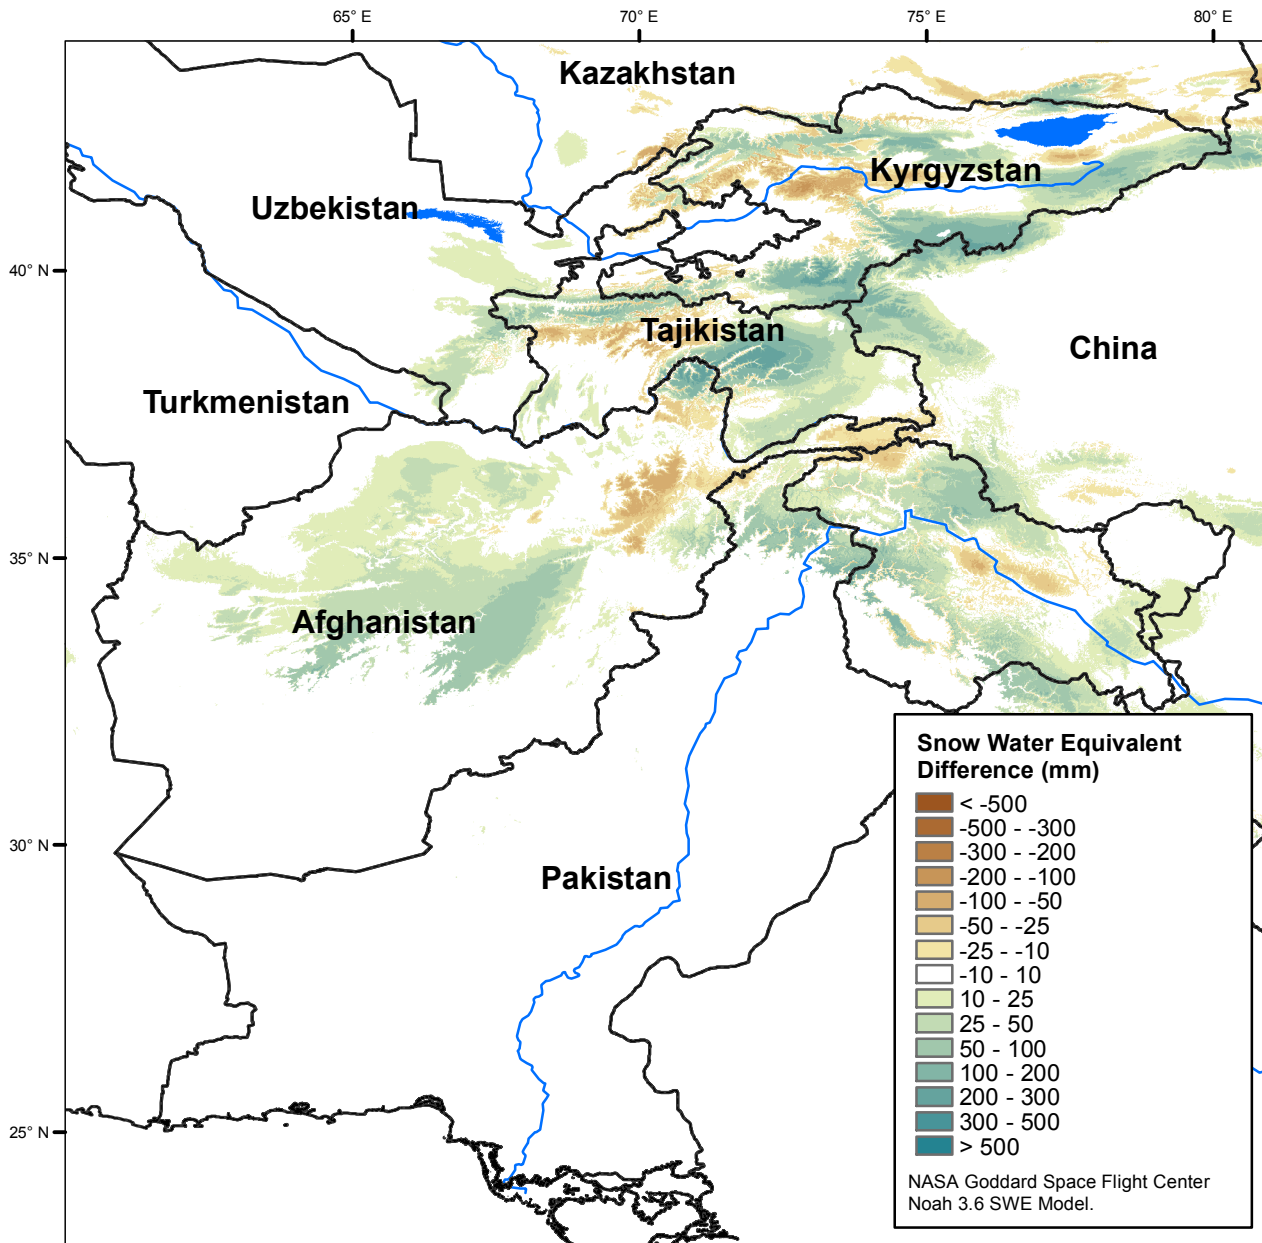 65° E
70° E
75° E
80° E
Kazakhstan
Kyrgyzstan
Uzbekistan
40° N
Tajikistan
China
Turkmenistan
35° N
Afghanistan
Snow Water Equivalent
Difference (mm)
< -500
-500 - -300
30° N
-300 - -200
Pakistan
-200 - -100
-100 - -50
-50 - -25
-25 - -10
-10 - 10
10 - 25
25 - 50
50 - 100
100 - 200
200 - 300
300 - 500
25° N
> 500
NASA Goddard Space Flight Center
Noah 3.6 SWE Model.